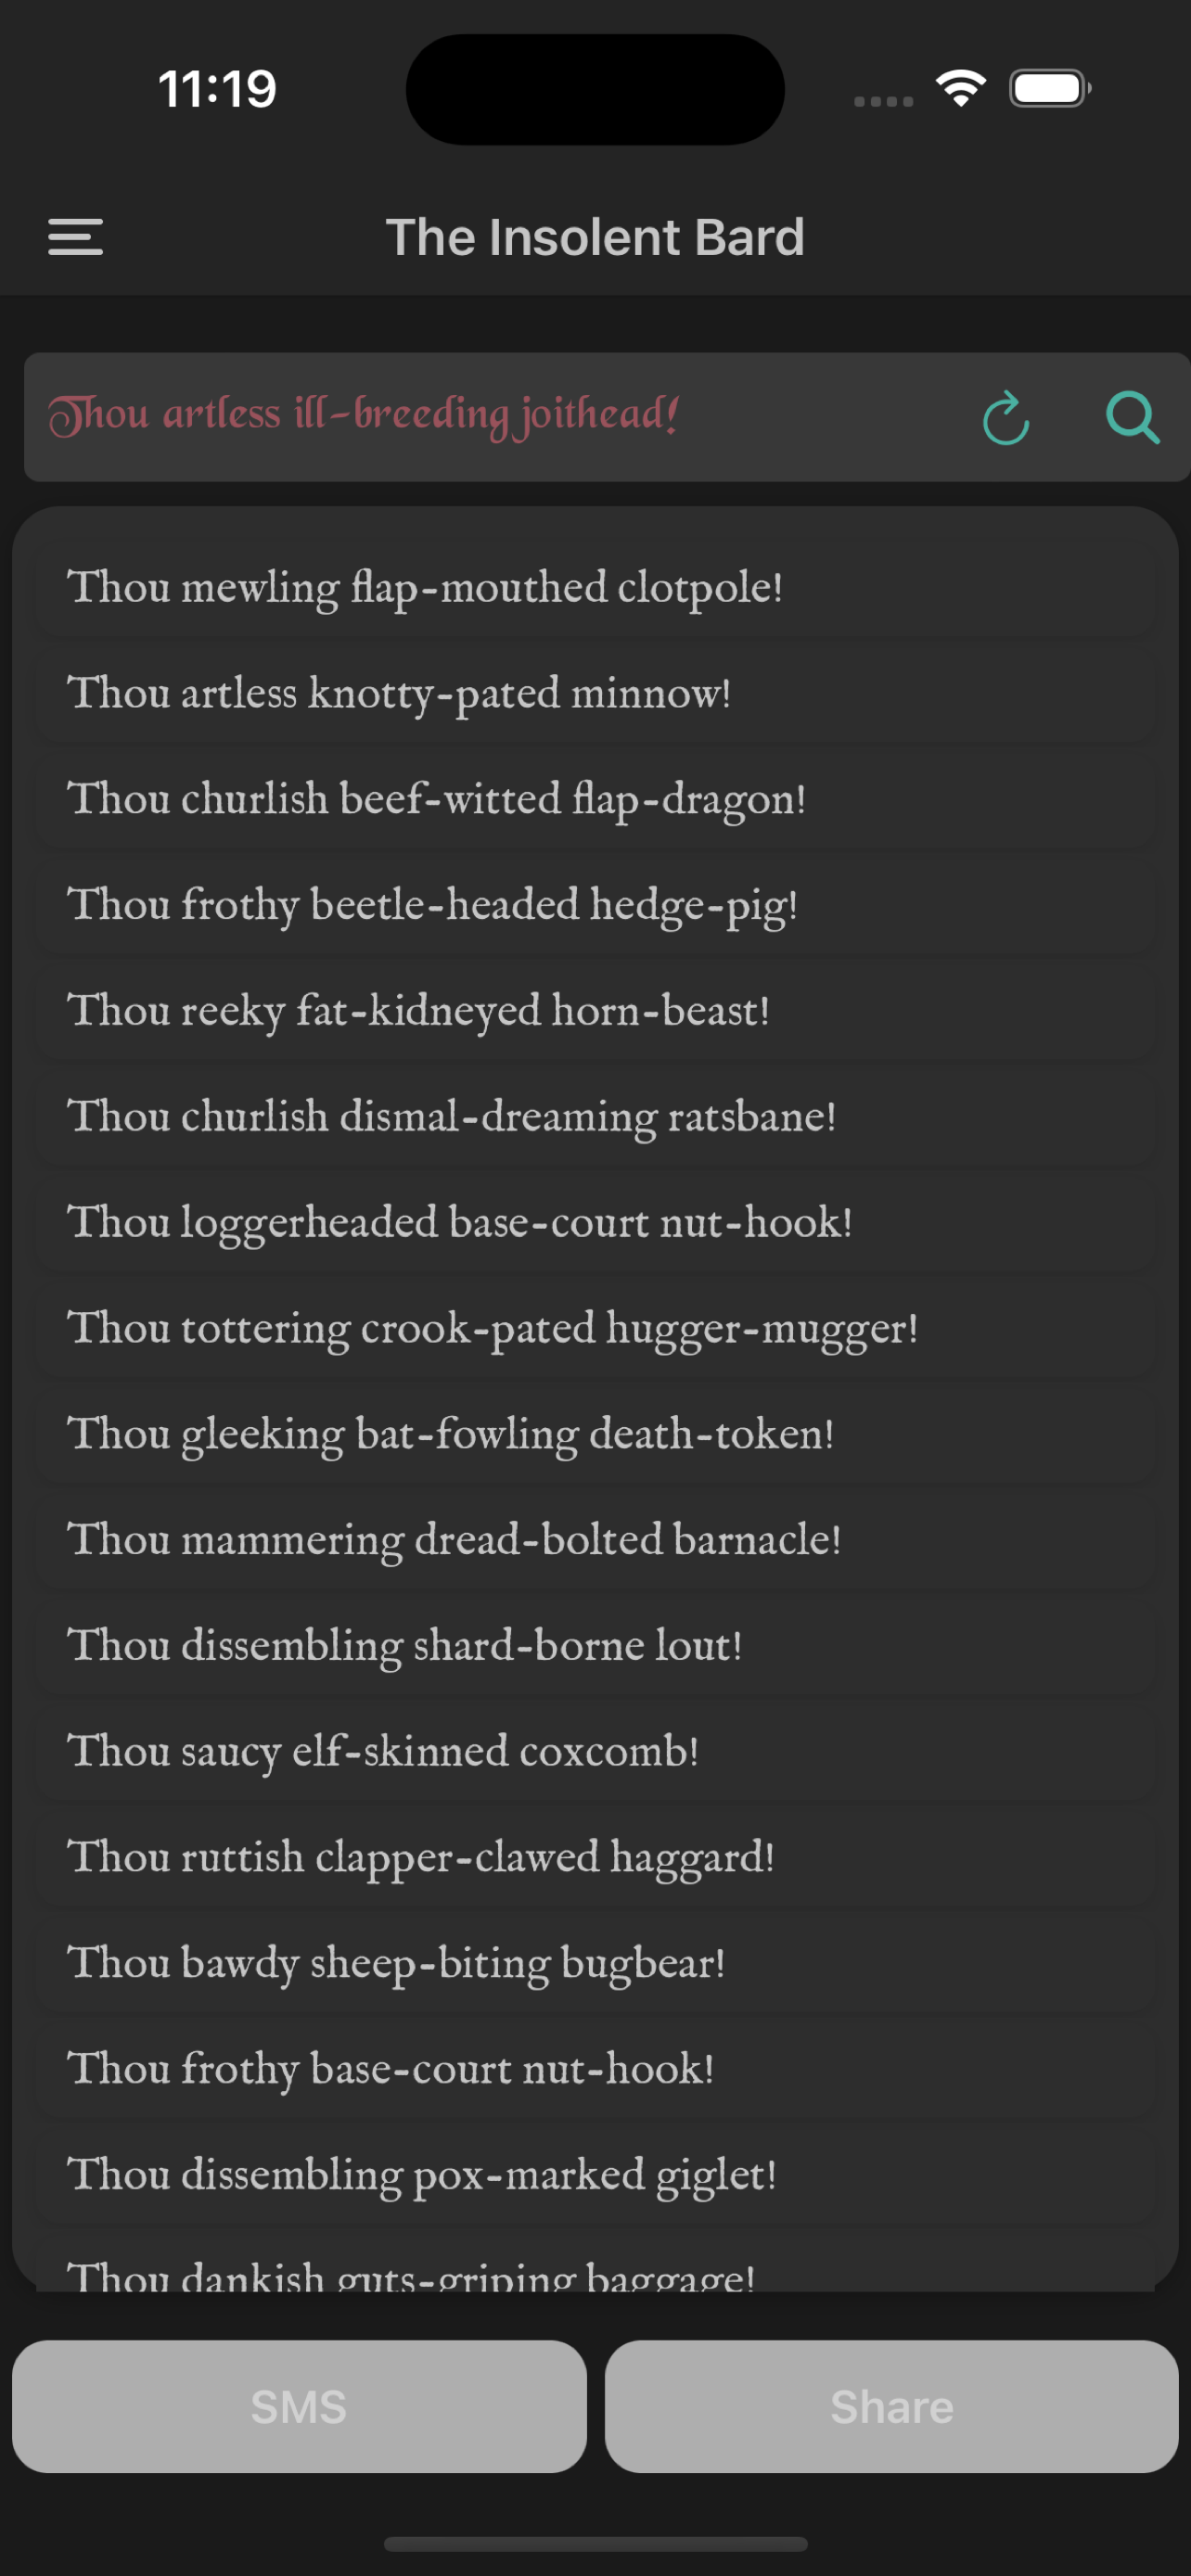 11:19
The Insolent Bard
Thou artless ill-breeding joithead!
Thou mewling flap-mouthed clotpole!
Thou artless knotty-pated minnow!
Thou churlish beef-witted flap-dragon!
Thou frothy beetle-headed hedge-pig!
Thou reeky fat-kidneyed horn-beast!
Thou churlish dismal-dreaming ratsbane!
Thou loggerheaded base-court nut-hook!
Thou tottering crook-pated hugger-mugger!
Thou gleeking bat-fowling death-token!
Thou mammering dread-bolted barnacle!
Thou dissembling shard-borne lout!
Thou saucy elf-skinned coxcomb!
Thou ruttish clapper-clawed haggard!
Thou bawdy sheep-biting bugbear!
Thou frothy base-court nut-hook!
Thou dissembling pox-marked giglet!
Thou dankish guts-griping baggage!
SMS
Share